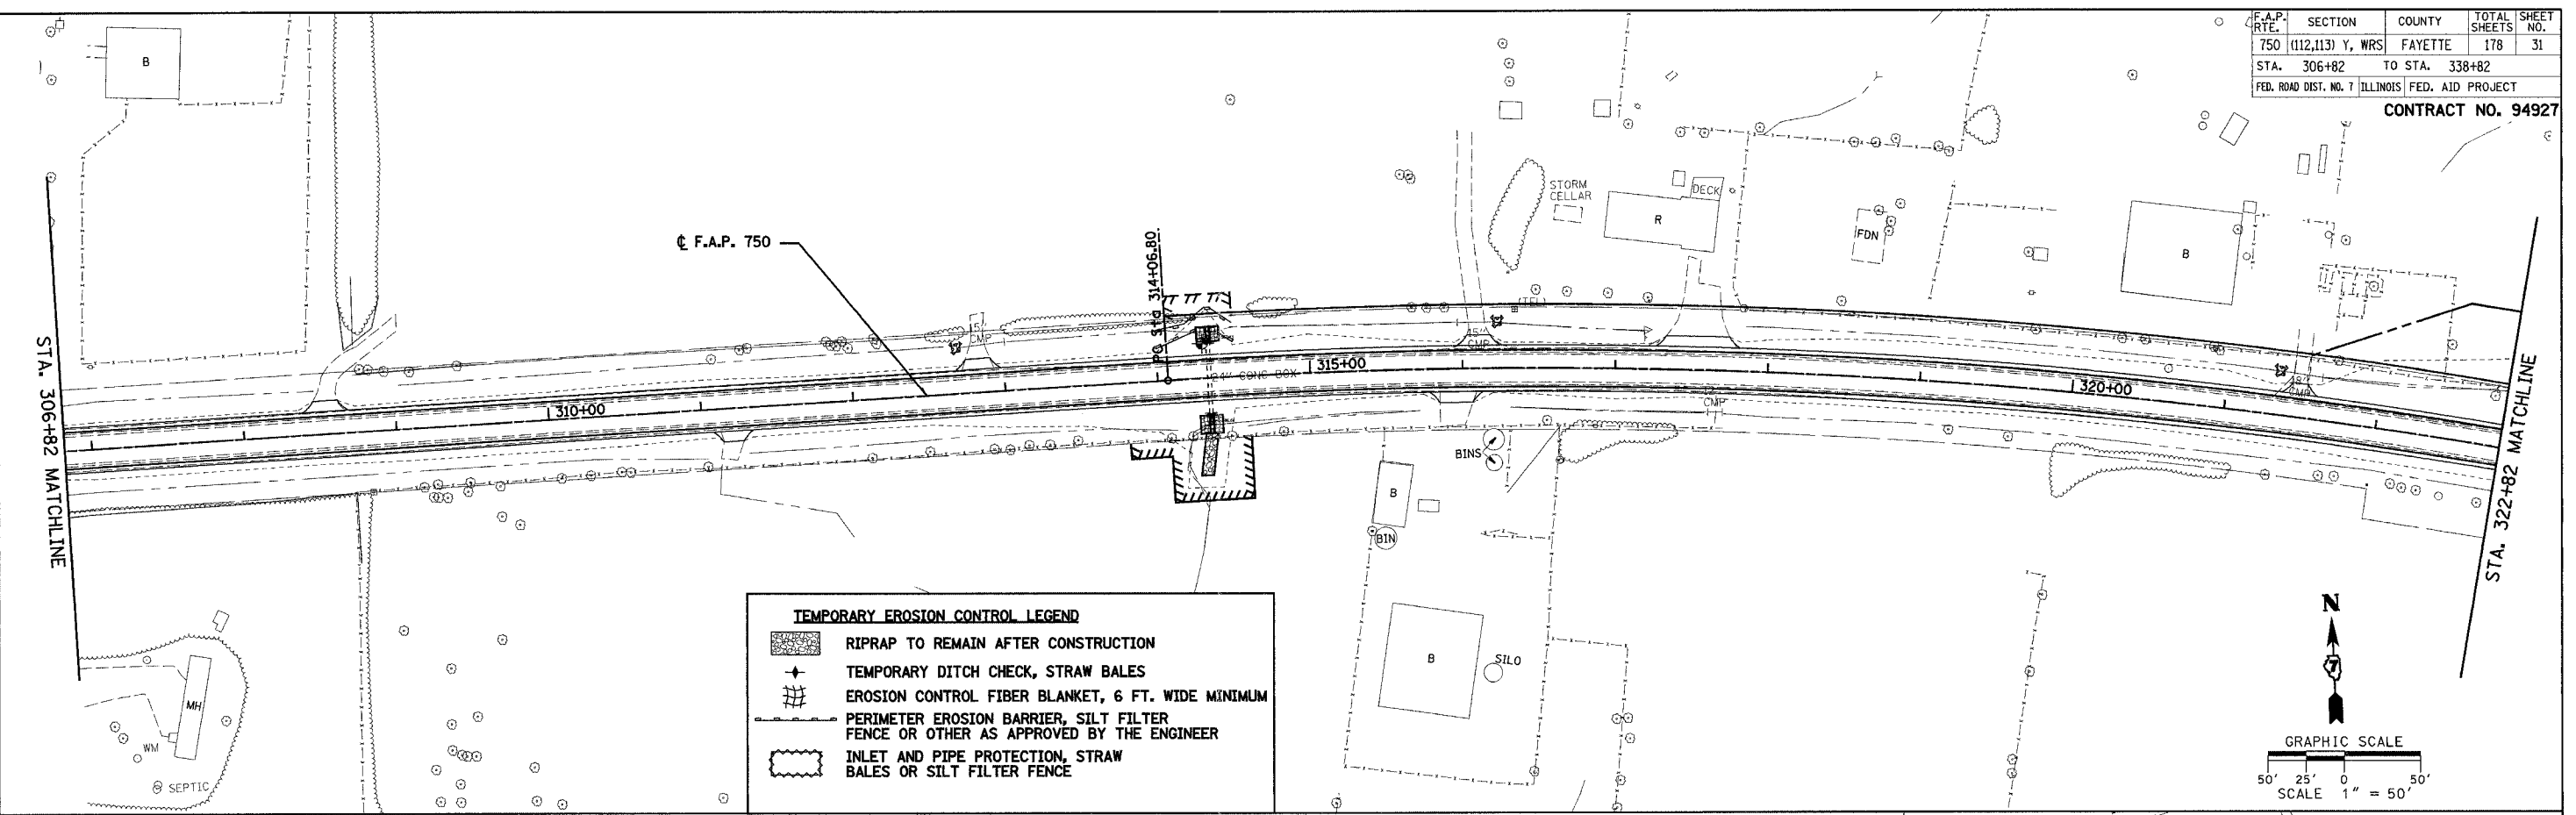 F.A.P. RTE. SECTION COUNTY TOTAL SHEETS SHEET NO.
750 (112,113) Y, WRS FAYETTE 178 31
STA. 306+82 TO STA. 338+82
FED. ROAD DIST. NO. 7 ILLINOIS FED. AID PROJECT
CONTRACT NO. 94927
B
STORM CELLAR
DECK
R
FDN
B
℄ F.A.P. 750
PC Sta 314+06.80
(TEL)
15" CMP
15" CMP
24" CONC BOX
315+00
310+00
320+00
18" CMP
CMP
STA. 306+82 MATCHLINE
STA. 322+82 MATCHLINE
BINS
B
BIN
B
SILO
MH
WM
SEPTIC
TEMPORARY EROSION CONTROL LEGEND
RIPRAP TO REMAIN AFTER CONSTRUCTION
TEMPORARY DITCH CHECK, STRAW BALES
EROSION CONTROL FIBER BLANKET, 6 FT. WIDE MINIMUM
PERIMETER EROSION BARRIER, SILT FILTER
FENCE OR OTHER AS APPROVED BY THE ENGINEER
INLET AND PIPE PROTECTION, STRAW
BALES OR SILT FILTER FENCE
N
7
GRAPHIC SCALE
50' 25' 0 50'
SCALE 1" = 50'